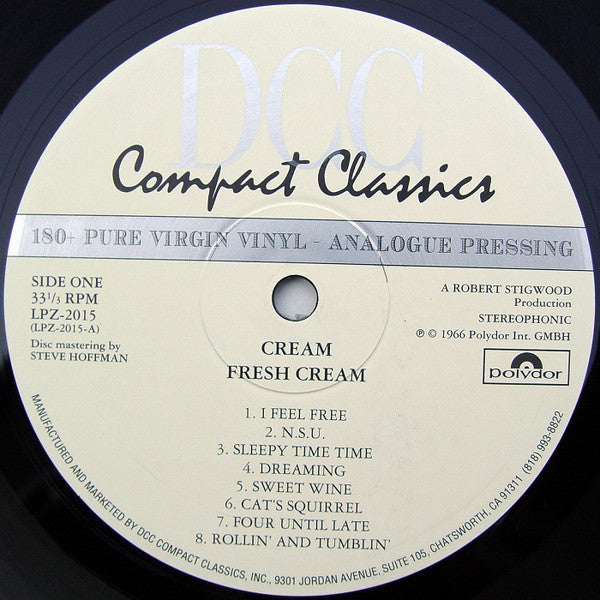 DCC
Compact Classics
180+ PURE VIRGIN VINYL - ANALOGUE PRESSING
SIDE ONE
33 1/3 RPM
LPZ-2015
(LPZ-2015-A)
Disc mastering by
STEVE HOFFMAN
A ROBERT STIGWOOD
Production
STEREOPHONIC
℗ © 1966 Polydor Int. GMBH
polydor
CREAM
FRESH CREAM
1. I FEEL FREE
2. N.S.U.
3. SLEEPY TIME TIME
4. DREAMING
5. SWEET WINE
6. CAT'S SQUIRREL
7. FOUR UNTIL LATE
8. ROLLIN' AND TUMBLIN'
MANUFACTURED AND MARKETED BY DCC COMPACT CLASSICS, INC., 9301 JORDAN AVENUE, SUITE 105, CHATSWORTH, CA 91311 (818) 993-8822